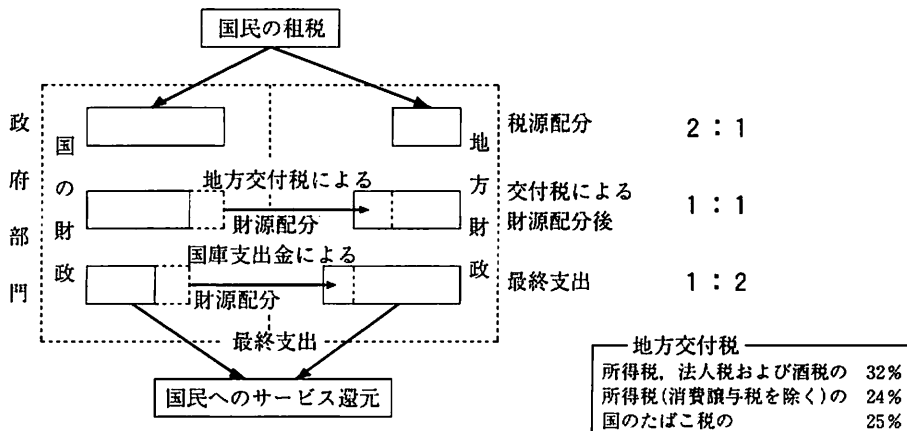 国民の租税
政府部門
国の財政
地方財政
税源配分 2：1
地方交付税による
財源配分
交付税による
財源配分後
1：1
国庫支出金による
財源配分
最終支出 1：2
最終支出
国民へのサービス還元
地方交付税
所得税，法人税および酒税の 32％
所得税(消費譲与税を除く)の 24％
国のたばこ税の 25％